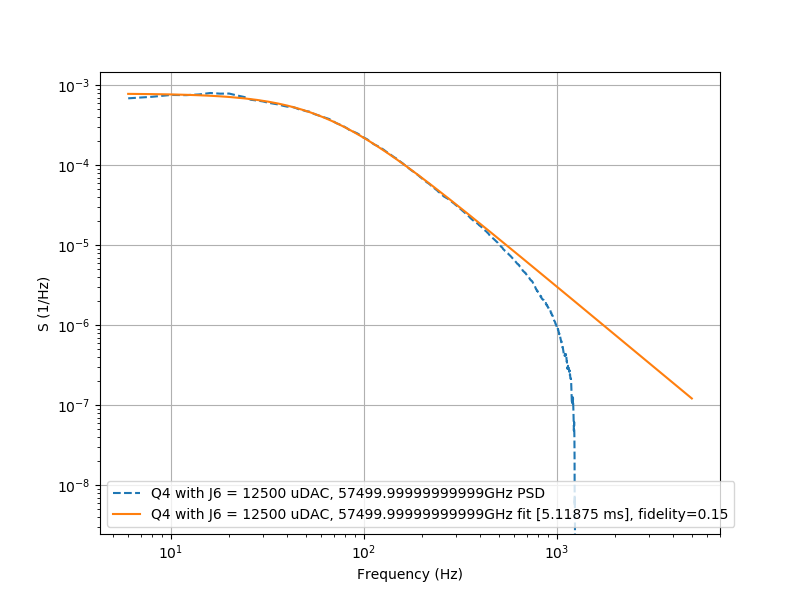 10⁻³
10⁻⁴
10⁻⁵
10⁻⁶
10⁻⁷
10⁻⁸
S (1/Hz)
Q4 with J6 = 12500 uDAC, 57499.99999999999GHz PSD
Q4 with J6 = 12500 uDAC, 57499.99999999999GHz fit [5.11875 ms], fidelity=0.15
10¹ 10² 10³
Frequency (Hz)